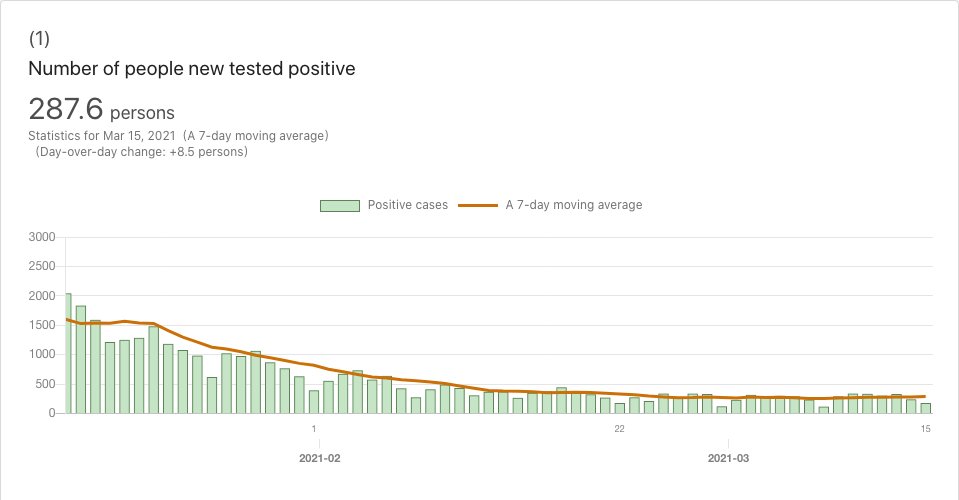 (1)
Number of people new tested positive
287.6 persons
Statistics for Mar 15, 2021 (A 7-day moving average)
(Day-over-day change: +8.5 persons)
Positive cases A 7-day moving average
3000
2500
2000
1500
1000
500
0
1 22 15
2021-02 2021-03